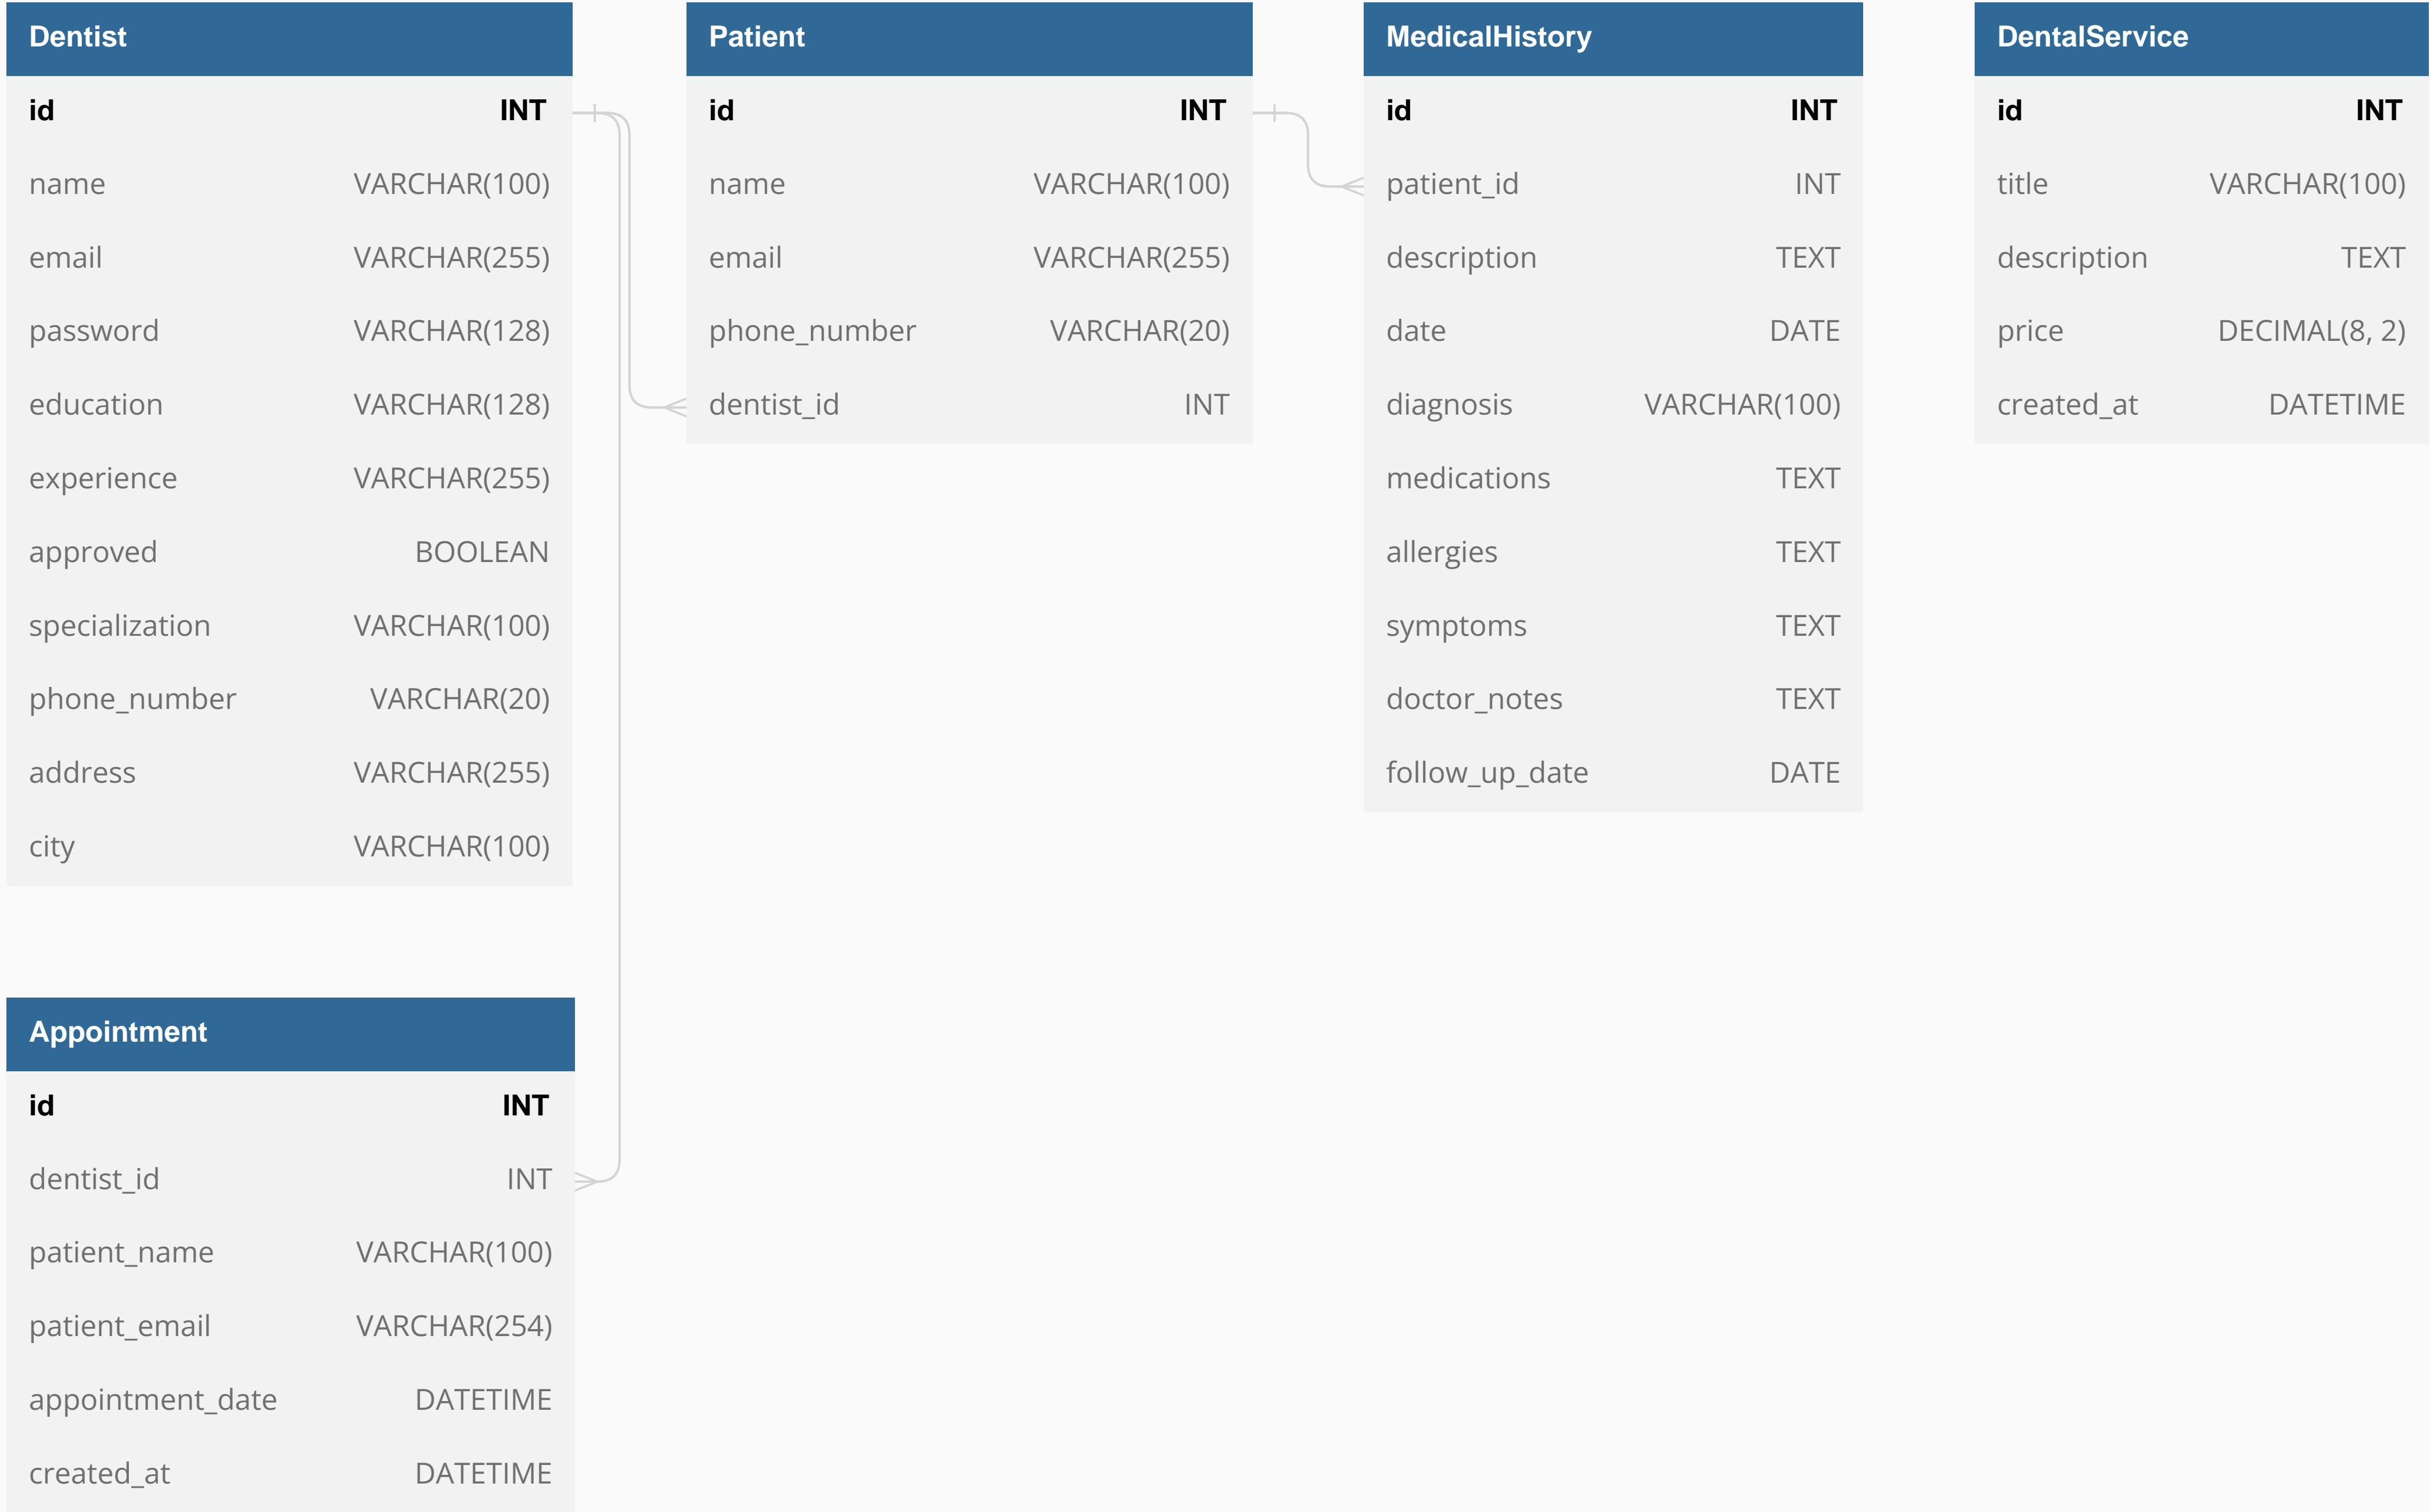 Dentist
id INT
name VARCHAR(100)
email VARCHAR(255)
password VARCHAR(128)
education VARCHAR(128)
experience VARCHAR(255)
approved BOOLEAN
specialization VARCHAR(100)
phone_number VARCHAR(20)
address VARCHAR(255)
city VARCHAR(100)
Patient
id INT
name VARCHAR(100)
email VARCHAR(255)
phone_number VARCHAR(20)
dentist_id INT
MedicalHistory
id INT
patient_id INT
description TEXT
date DATE
diagnosis VARCHAR(100)
medications TEXT
allergies TEXT
symptoms TEXT
doctor_notes TEXT
follow_up_date DATE
DentalService
id INT
title VARCHAR(100)
description TEXT
price DECIMAL(8, 2)
created_at DATETIME
Appointment
id INT
dentist_id INT
patient_name VARCHAR(100)
patient_email VARCHAR(254)
appointment_date DATETIME
created_at DATETIME